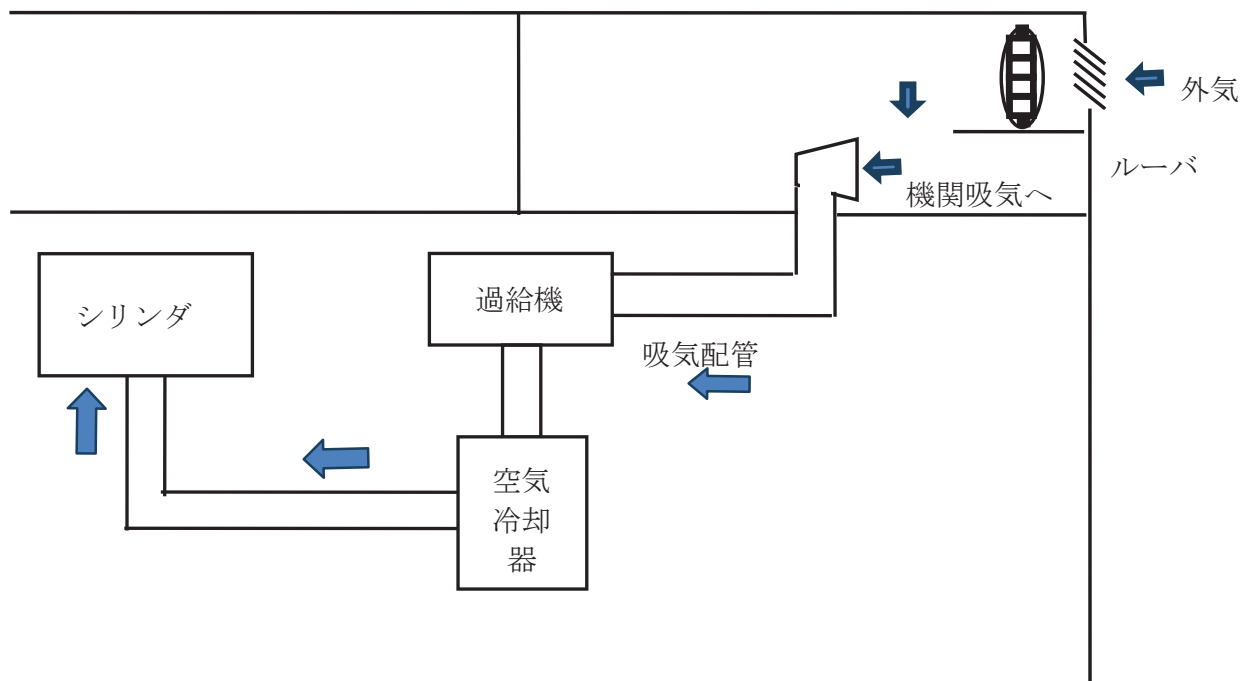 外気
ルーバ
機関吸気へ
過給機
シリンダ
吸気配管
空気
冷却
器